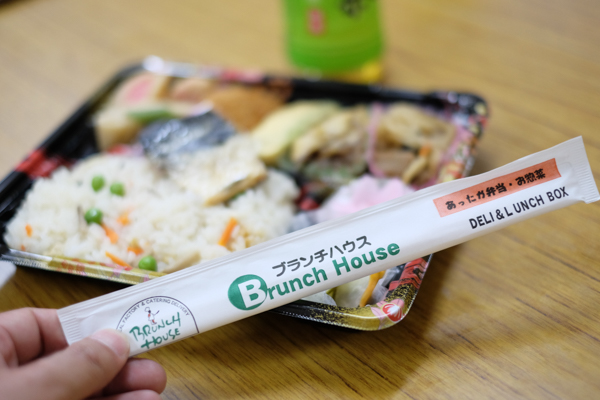 あったか弁当・お惣菜
DELI & LUNCH BOX
ブランチハウス
Brunch House
BRUNCH
HOUSE